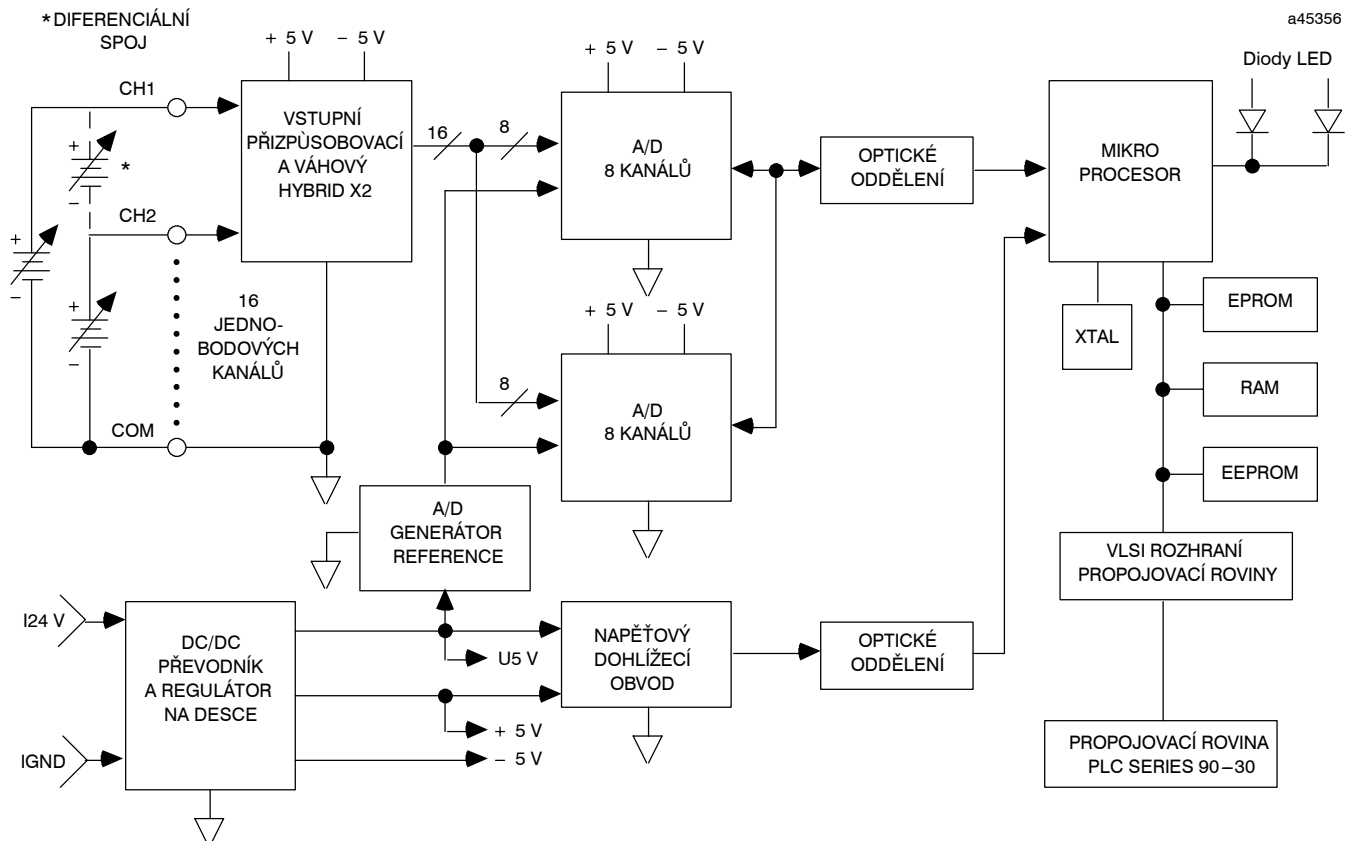 *DIFERENCIÁLNÍ
SPOJ
a45356
+ 5 V
– 5 V
+ 5 V
– 5 V
Diody LED
CH1
VSTUPNÍ
PŘIZPÙSOBOVACÍ
A VÁHOVÝ
HYBRID X2
16
8
A/D
8 KANÁLŮ
OPTICKÉ
ODDĚLENÍ
MIKRO
PROCESOR
+
*
–
CH2
+
–
+
–
16
JEDNO-
BODOVÝCH
KANÁLŮ
COM
+ 5 V
– 5 V
8
A/D
8 KANÁLŮ
XTAL
EPROM
RAM
EEPROM
A/D
GENERÁTOR
REFERENCE
VLSI ROZHRANÍ
PROPOJOVACÍ ROVINY
I24 V
IGND
DC/DC
PŘEVODNÍK
A REGULÁTOR
NA DESCE
U5 V
+ 5 V
– 5 V
NAPĚŤOVÝ
DOHLÍŽECÍ
OBVOD
OPTICKÉ
ODDĚLENÍ
PROPOJOVACÍ ROVINA
PLC SERIES 90–30